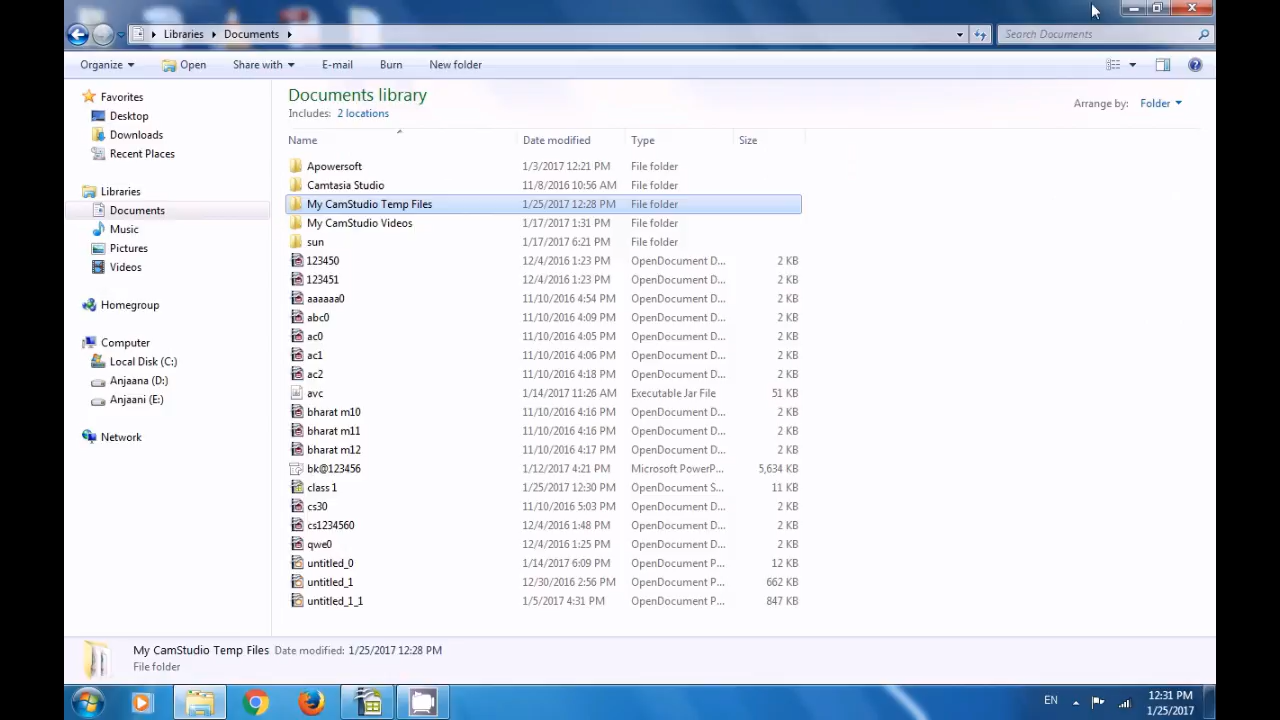 Libraries Documents
Search Documents
Organize Open Share with E-mail Burn New folder
Favorites
Desktop
Downloads
Recent Places
Libraries
Documents
Music
Pictures
Videos
Homegroup
Computer
Local Disk (C:)
Anjaana (D:)
Anjaani (E:)
Network
Documents library
Includes: 2 locations
Arrange by: Folder
Name Date modified Type Size
Apowersoft 1/3/2017 12:21 PM File folder
Camtasia Studio 11/8/2016 10:56 AM File folder
My CamStudio Temp Files 1/25/2017 12:28 PM File folder
My CamStudio Videos 1/17/2017 1:31 PM File folder
sun 1/17/2017 6:21 PM File folder
123450 12/4/2016 1:23 PM OpenDocument D... 2 KB
123451 12/4/2016 1:23 PM OpenDocument D... 2 KB
aaaaaa0 11/10/2016 4:54 PM OpenDocument D... 2 KB
abc0 11/10/2016 4:09 PM OpenDocument D... 2 KB
ac0 11/10/2016 4:05 PM OpenDocument D... 2 KB
ac1 11/10/2016 4:06 PM OpenDocument D... 2 KB
ac2 11/10/2016 4:18 PM OpenDocument D... 2 KB
avc 1/14/2017 11:26 AM Executable Jar File 51 KB
bharat m10 11/10/2016 4:16 PM OpenDocument D... 2 KB
bharat m11 11/10/2016 4:16 PM OpenDocument D... 2 KB
bharat m12 11/10/2016 4:17 PM OpenDocument D... 2 KB
bk@123456 1/12/2017 4:21 PM Microsoft PowerP... 5,634 KB
class 1 1/25/2017 12:30 PM OpenDocument S... 11 KB
cs30 11/10/2016 5:03 PM OpenDocument D... 2 KB
cs1234560 12/4/2016 1:48 PM OpenDocument D... 2 KB
qwe0 12/4/2016 1:25 PM OpenDocument D... 2 KB
untitled_0 1/14/2017 6:09 PM OpenDocument P... 12 KB
untitled_1 12/30/2016 2:56 PM OpenDocument P... 662 KB
untitled_1_1 1/5/2017 4:31 PM OpenDocument P... 847 KB
My CamStudio Temp Files Date modified: 1/25/2017 12:28 PM
File folder
EN
12:31 PM
1/25/2017